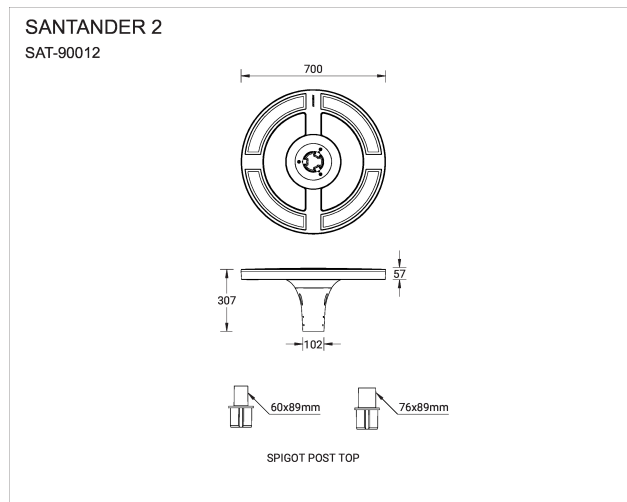 SANTANDER 2
SAT-90012
700
57
307
102
60x89mm
76x89mm
SPIGOT POST TOP